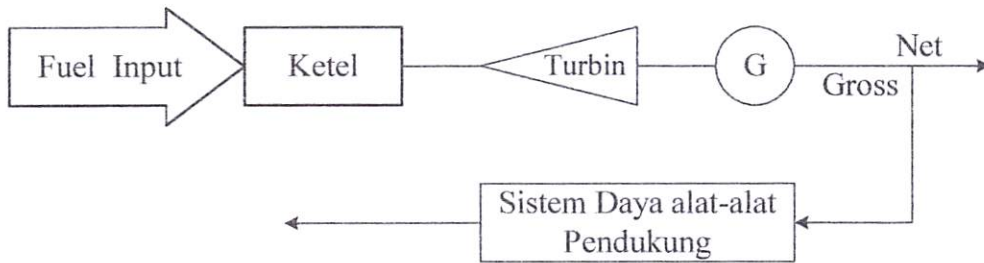 Fuel Input
Ketel
Turbin
G
Net
Gross
Sistem Daya alat-alat
Pendukung